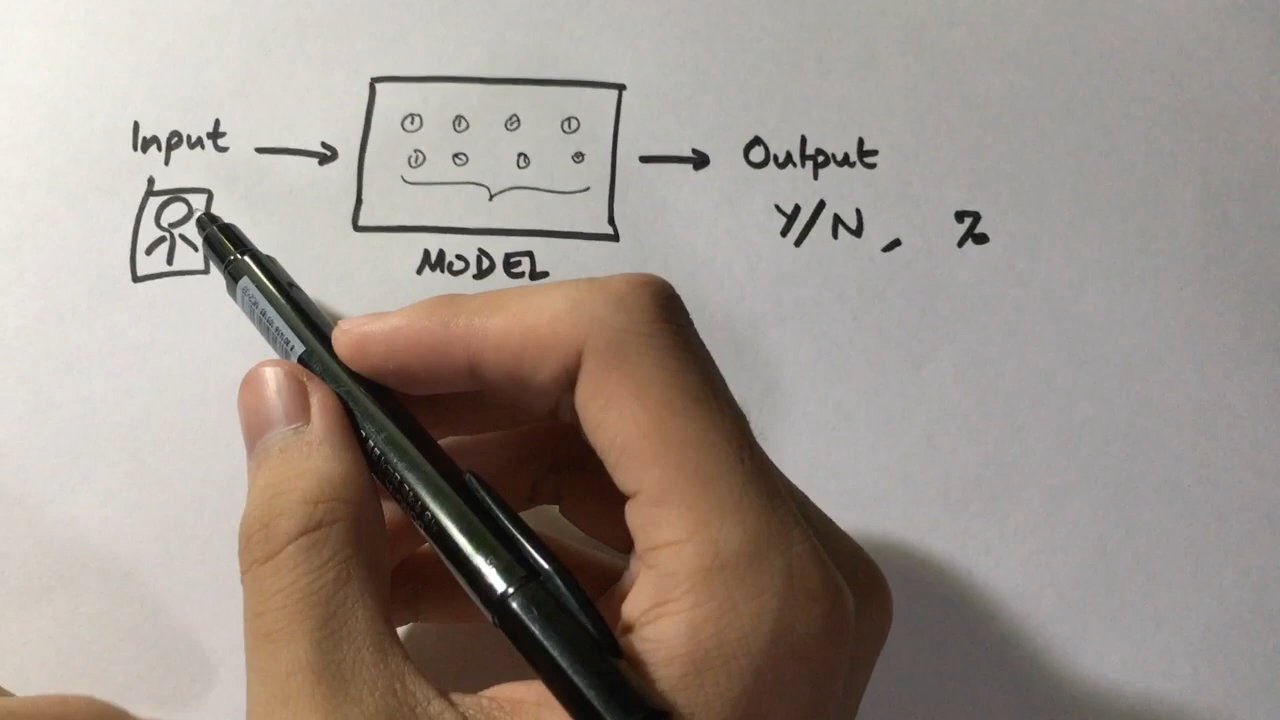 Input → → Output
Y/N, %
MODEL